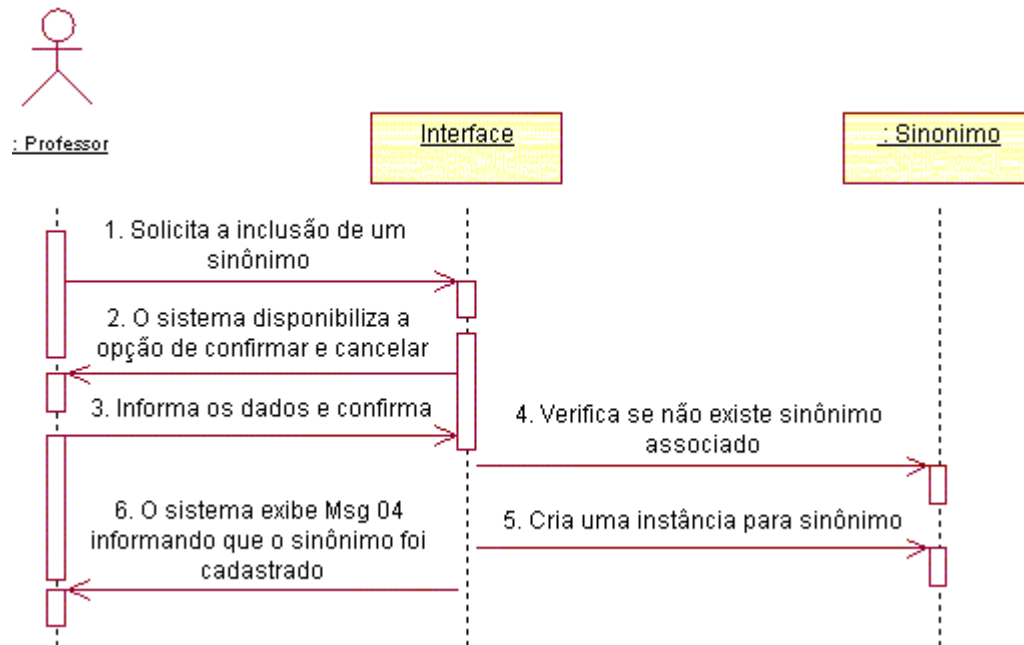 : Professor
Interface
: Sinonimo
1. Solicita a inclusão de um
sinônimo
2. O sistema disponibiliza a
opção de confirmar e cancelar
3. Informa os dados e confirma
4. Verifica se não existe sinônimo
associado
5. Cria uma instância para sinônimo
6. O sistema exibe Msg 04
informando que o sinônimo foi
cadastrado